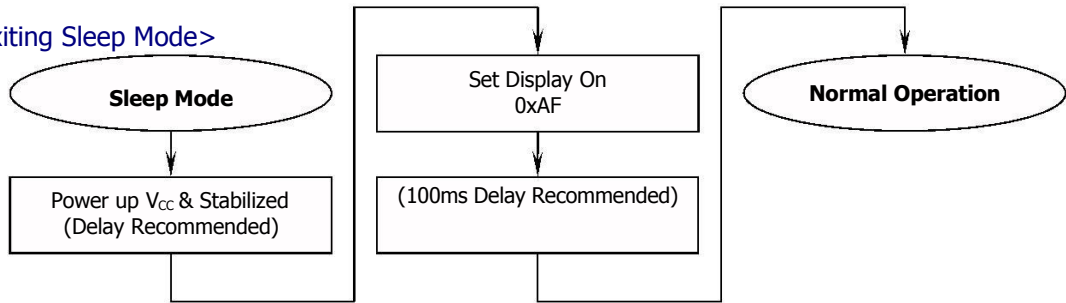 xiting Sleep Mode>
Sleep Mode
Power up VCC & Stabilized
(Delay Recommended)
Set Display On
0xAF
(100ms Delay Recommended)
Normal Operation